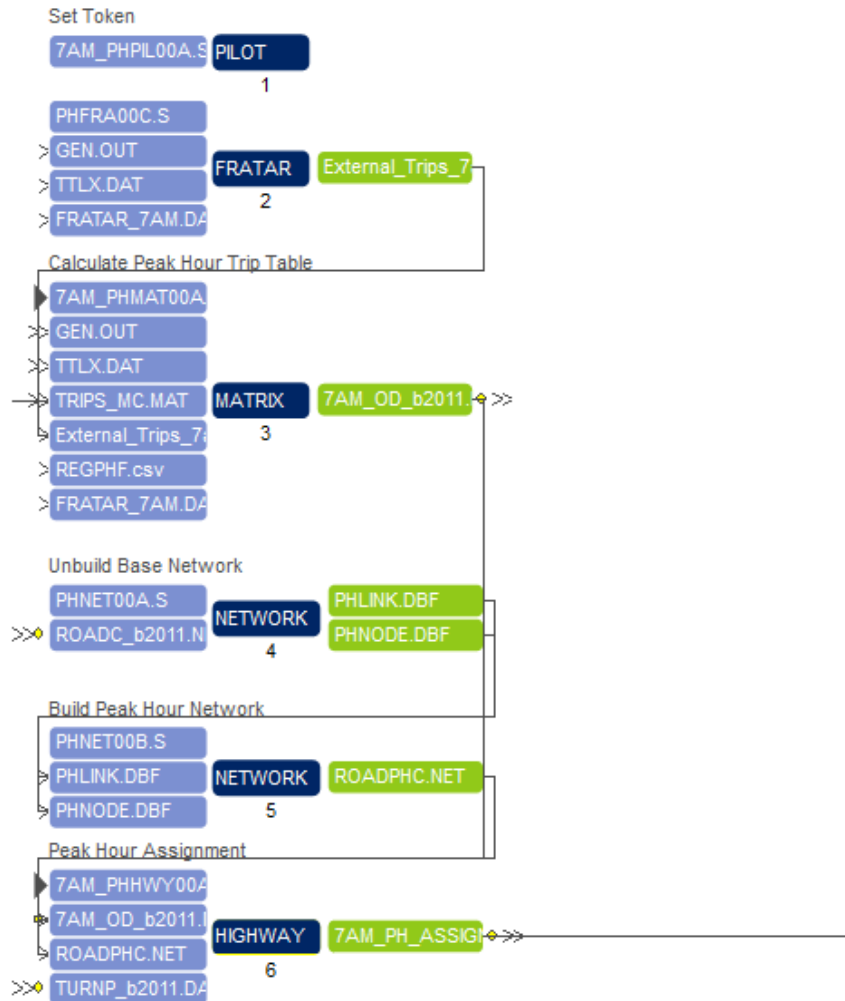 Set Token
7AM_PHPIL00A.S PILOT
1
PHFRA00C.S
GEN.OUT
FRATAR External_Trips_7
TTLX.DAT
2
FRATAR_7AM.DA
Calculate Peak Hour Trip Table
7AM_PHMAT00A
GEN.OUT
TTLX.DAT
TRIPS_MC.MAT MATRIX 7AM_OD_b2011.
3
External_Trips_7a
REGPHF.csv
FRATAR_7AM.DA
Unbuild Base Network
PHNET00A.S PHLINK.DBF
NETWORK
ROADC_b2011.N PHNODE.DBF
4
Build Peak Hour Network
PHNET00B.S
PHLINK.DBF NETWORK ROADPHC.NET
PHNODE.DBF 5
Peak Hour Assignment
7AM_PHHWY00A
7AM_OD_b2011.
HIGHWAY 7AM_PH_ASSIG
ROADPHC.NET
6
TURNP_b2011.DA